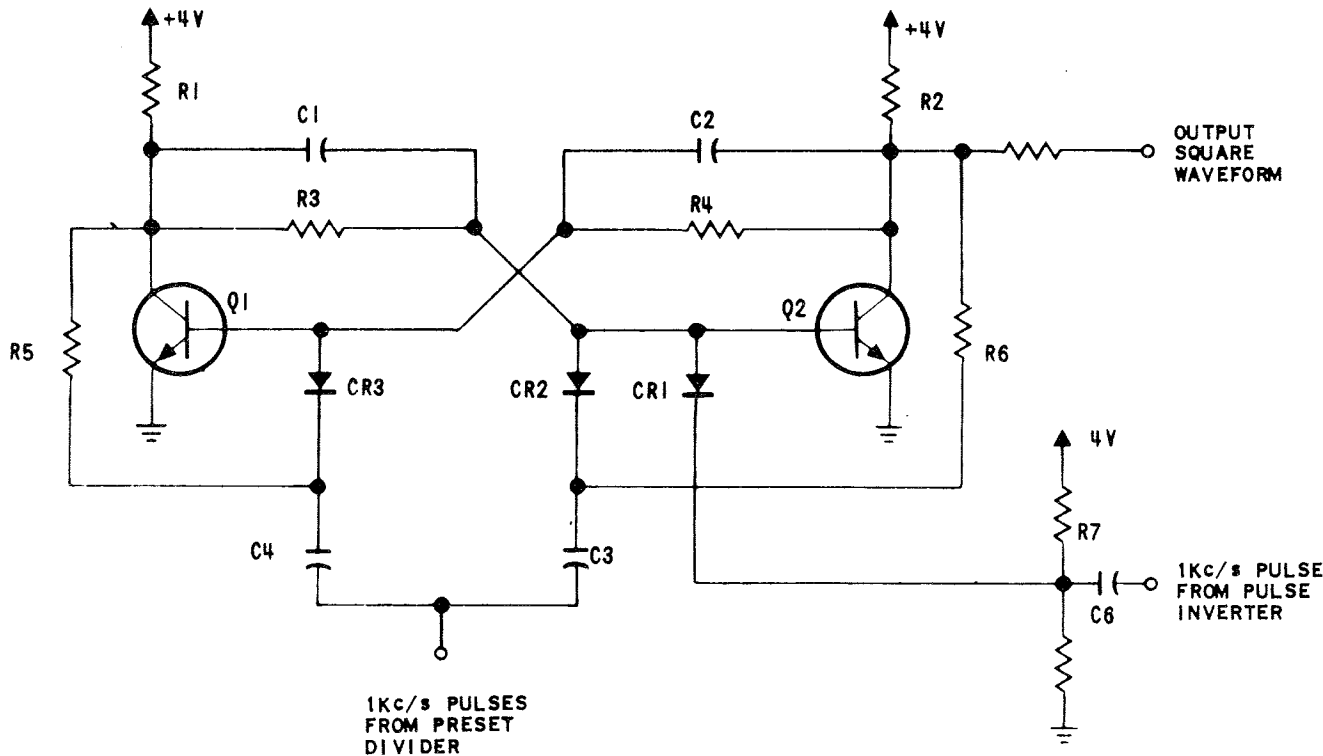 +4V
+4V
R1
R2
C1
C2
OUTPUT
SQUARE
WAVEFORM
R3
R4
Q1
Q2
R5
R6
CR3
CR2
CR1
4V
C4
C3
R7
1Kc/s PULSE
FROM PULSE
INVERTER
C6
1Kc/s PULSES
FROM PRESET
DIVIDER